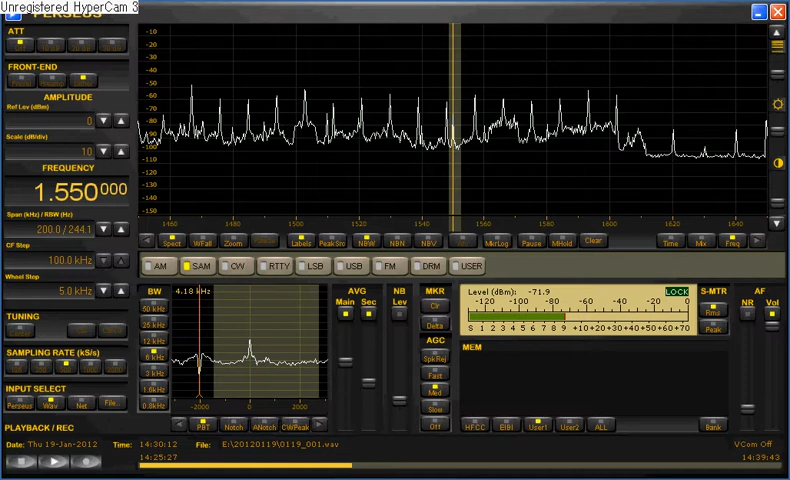 Unregistered HyperCam 3
PERSEUS
ATT
FRONT-END
AMPLITUDE
Ref Lev (dBm)
0
Scale (dB/div)
10
FREQUENCY
1.550000
Span (kHz) / RBW (Hz)
200.0 / 244.1
CF Step
100.0 kHz
Wheel Step
5.0 kHz
TUNING
SAMPLING RATE (kS/s)
INPUT SELECT
Perseus Wav Net File...
-10
-20
-30
-40
-50
-60
-70
-80
-90
-100
-110
-120
-130
-140
-150
1460 1480 1500 1520 1540 1560 1580 1600 1620 1640
Spect WFall Zoom Labels PeakSrc NBW NBN NBV MkrLog Pause MHold Clear Time Mix Freq
AM SAM CW RTTY LSB USB FM DRM USER
BW
50 kHz
25 kHz
12 kHz
6 kHz
3 kHz
1.6kHz
0.8kHz
4.18 kHz
-2000 0 2000
PBT Notch ANotch CWPeak
AVG
Main Sec
NB
Lev
MKR
Clr
Delta
AGC
SpkRej
Fast
Med
Slow
Off
Level (dBm): -71.9 LOCK
-120 -100 -80 -60 -40 -20 0
S 1 2 3 4 5 6 7 8 9 +10+20+30+40+50+60+70
S-MTR
Rms
Peak
AF
NR Vol
MEM
HFCC EIBI User1 User2 ALL Bank
PLAYBACK / REC
Date: Thu 19-Jan-2012 Time: 14:30:12 File: E:\20120119\0119_001.wav VCom Off
14:25:27 14:39:43